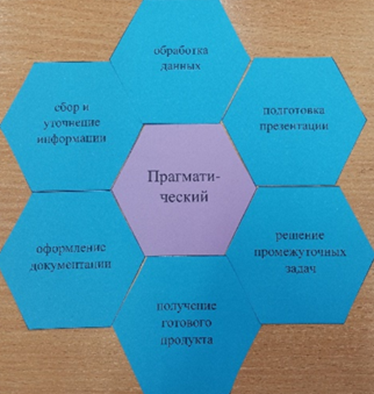 обработка
данных
сбор и
уточнение
информации
подготовка
презентации
Прагмати-
ческий
оформление
документации
решение
промежуточных
задач
получение
готового
продукта